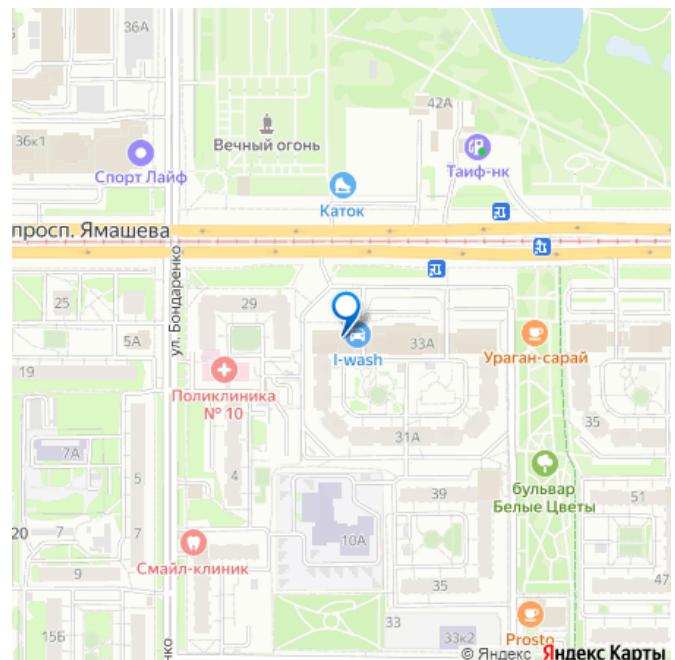 36А
42А
Вечный огонь
36к1
Спорт Лайф
Таиф-нк
Каток
просп. Ямашева
ул. Бондаренко
25
29
5А
33А
I-wash
Ураган-сарай
19
Поликлиника
№ 10
35
31А
7А
4
5
39
бульвар
Белые Цветы
51
20
7
7
10А
Смайл-клиник
9
35
47
33
15Б
33к2
Prosto
нко
© Яндекс Яндекс Карты